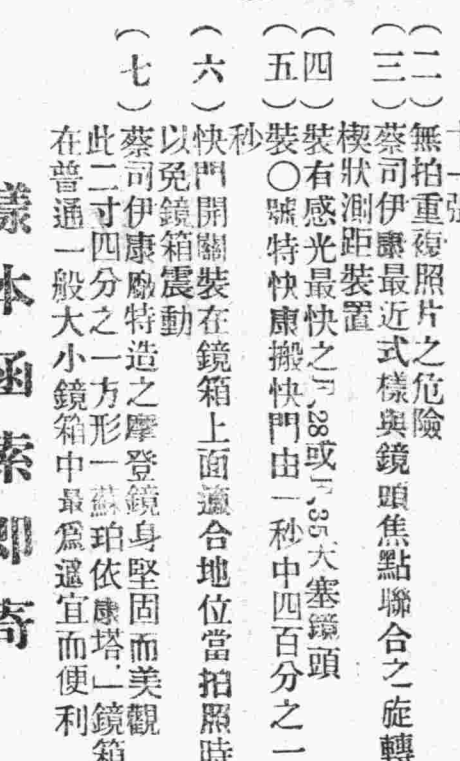 十一張
（二）無拍重複照片之危險
（三）蔡司伊康最近式樣與鏡頭焦點聯合之旋轉
楔狀測距裝置
（四）裝有感光最快之F.28或F.35天塞鏡頭
（五）裝〇號特快康搬快門由一秒中四百分之一
秒
（六）快門開關裝在鏡箱上面適合地位當拍照時
以免鏡箱震動
（七）蔡司伊康廠特造之摩登鏡身堅固而美觀
此二寸四分之一方形「蘇珀依康塔」鏡箱
在普通一般大小鏡箱中最為適宜而便利
樣本函索即寄